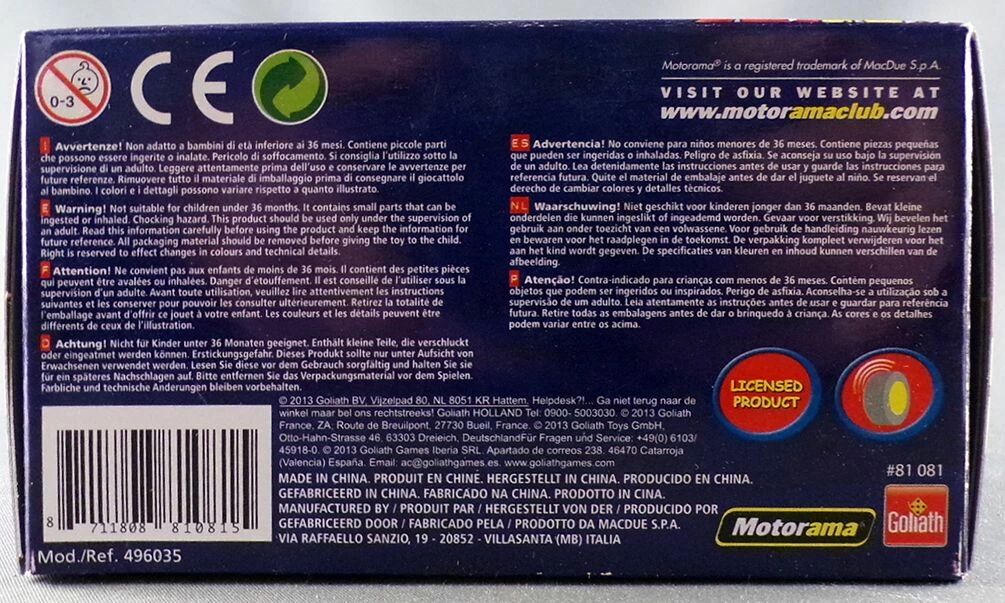 0-3
CE
Motorama® is a registered trademark of MacDue S.p.A.
VISIT OUR WEBSITE AT
www.motoramaclub.com
I Avvertenze! Non adatto a bambini di età inferiore ai 36 mesi. Contiene piccole parti
che possono essere ingerite o inalate. Pericolo di soffocamento. Si consiglia l'utilizzo sotto la
supervisione di un adulto. Leggere attentamente prima dell'uso e conservare le avvertenze per
future referenze. Rimuovere tutto il materiale di imballaggio prima di consegnare il giocattolo
al bambino. I colori e i dettagli possono variare rispetto a quanto illustrato.
E Warning! Not suitable for children under 36 months. It contains small parts that can be
ingested or inhaled. Chocking hazard. This product should be used only under the supervision of
an adult. Read this information carefully before using the product and keep the information for
future reference. All packaging material should be removed before giving the toy to the child.
Right is reserved to effect changes in colours and technical details.
F Attention! Ne convient pas aux enfants de moins de 36 mois. Il contient des petites pièces
qui peuvent être avalées ou inhalées. Danger d'étouffement. Il est conseillé de l'utiliser sous la
supervision d'un adulte. Avant toute utilisation, veuillez lire attentivement les instructions
suivantes et les conserver pour pouvoir les consulter ultérieurement. Retirez la totalité de
l'emballage avant d'offrir ce jouet à votre enfant. Les couleurs et les détails peuvent être
différents de ceux de l'illustration.
D Achtung! Nicht für Kinder unter 36 Monaten geeignet. Enthält kleine Teile, die verschluckt
oder eingeatmet werden können. Erstickungsgefahr. Dieses Produkt sollte nur unter Aufsicht von
Erwachsenen verwendet werden. Lesen Sie diese vor dem Gebrauch sorgfältig und halten Sie sie
für ein späteres Nachschlagen auf. Bitte entfernen Sie das Verpackungsmaterial vor dem Spielen.
Farbliche und technische Änderungen bleiben vorbehalten.
ES Advertencia! No conviene para niños menores de 36 meses. Contienen piezas pequeñas
que pueden ser ingeridas o inhaladas. Peligro de asfixia. Se aconseja su uso bajo la supervisión
de un adulto. Lea detenidamente las instrucciones antes de usar y guarde las instrucciones para
referencia futura. Quite el material de embalaje antes de dar el juguete al niño. Se reservan el
derecho de cambiar colores y detalles técnicos.
NL Waarschuwing! Niet geschikt voor kinderen jonger dan 36 maanden. Bevat kleine
onderdelen die kunnen ingeslikt of ingeademd worden. Gevaar voor verstikking. Wij bevelen het
gebruik aan onder toezicht van een volwassene. Voor gebruik de handleiding nauwkeurig lezen
en bewaren voor het raadplegen in de toekomst. De verpakking kompleet verwijderen voor het
aan het kind wordt gegeven. De specificaties van kleuren en inhoud kunnen verschillen van de
afbeelding.
P Atenção! Contra-indicado para crianças com menos de 36 meses. Contém pequenos
objetos que podem ser ingeridos ou inspirados. Perigo de asfixia. Aconselha-se a utilização sob a
supervisão de um adulto. Leia atentamente as instruções antes de usar e guardar para referência
futura. Retire todas as embalagens antes de dar o brinquedo à criança. As cores e os detalhes
podem variar entre os acima.
LICENSED
PRODUCT
© 2013 Goliath BV, Vijzelpad 80, NL 8051 KR Hattem. Helpdesk?!... Ga niet terug naar de
winkel maar bel ons rechtstreeks! Goliath HOLLAND Tel: 0900- 5003030. © 2013 Goliath
France, ZA, Route de Breuilpont, 27730 Bueil, France. © 2013 Goliath Toys GmbH,
Otto-Hahn-Strasse 46, 63303 Dreieich, DeutschlandFür Fragen und Service: +49(0) 6103/
45918-0. © 2013 Goliath Games Iberia SRL. Apartado de correos 238. 46470 Catarroja
(Valencia) España. Email: ac@goliathgames.es. www.goliathgames.com
MADE IN CHINA. PRODUIT EN CHINE. HERGESTELLT IN CHINA. PRODUCIDO EN CHINA.
GEFABRICEERD IN CHINA. FABRICADO NA CHINA. PRODOTTO IN CINA.
MANUFACTURED BY / PRODUIT PAR / HERGESTELLT VON DER / PRODUCIDO POR
GEFABRICEERD DOOR / FABRICADO PELA / PRODOTTO DA MACDUE S.P.A.
VIA RAFFAELLO SANZIO, 19 - 20852 - VILLASANTA (MB) ITALIA
8 711808 810815
Mod./Ref. 496035
#81 081
Motorama
Goliath